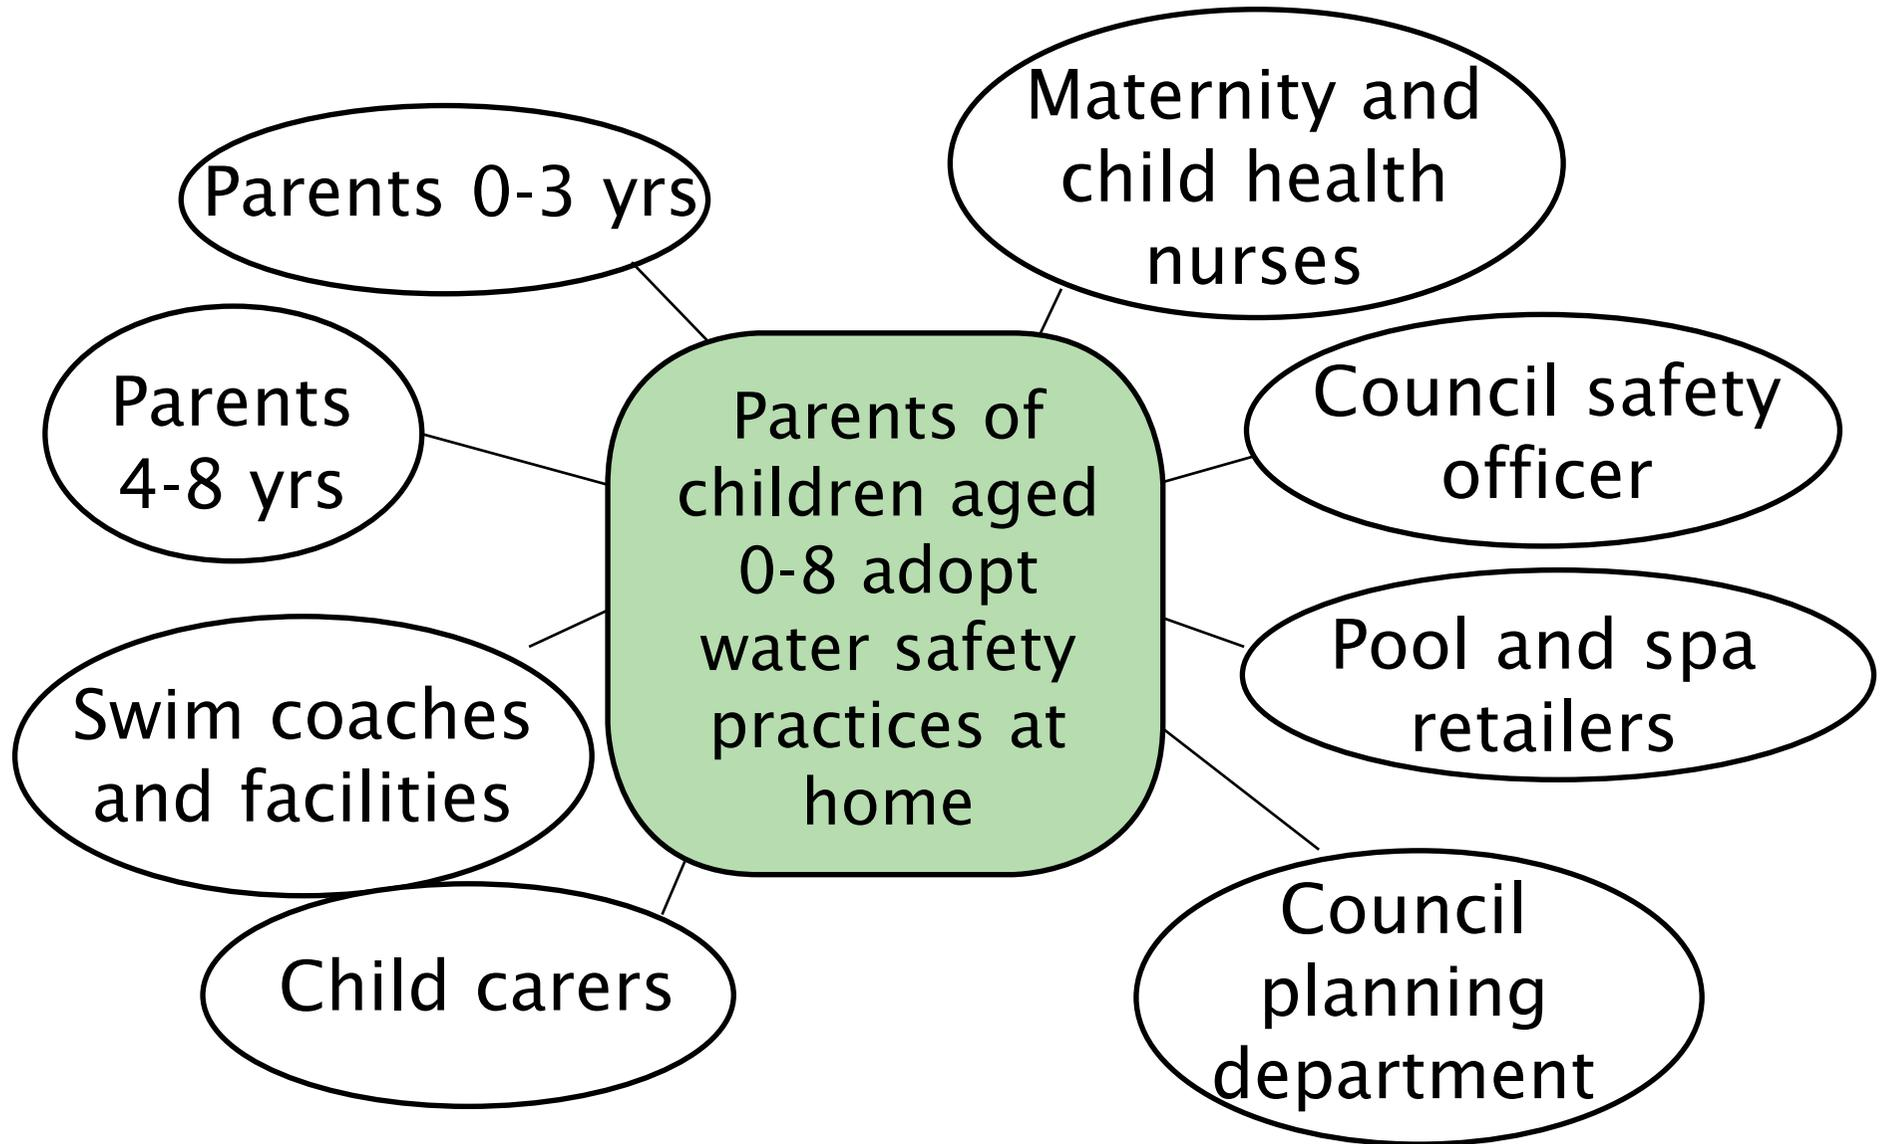 Parents 0-3 yrs
Maternity and
child health
nurses
Parents
4-8 yrs
Parents of
children aged
0-8 adopt
water safety
practices at
home
Council safety
officer
Swim coaches
and facilities
Pool and spa
retailers
Child carers
Council
planning
department